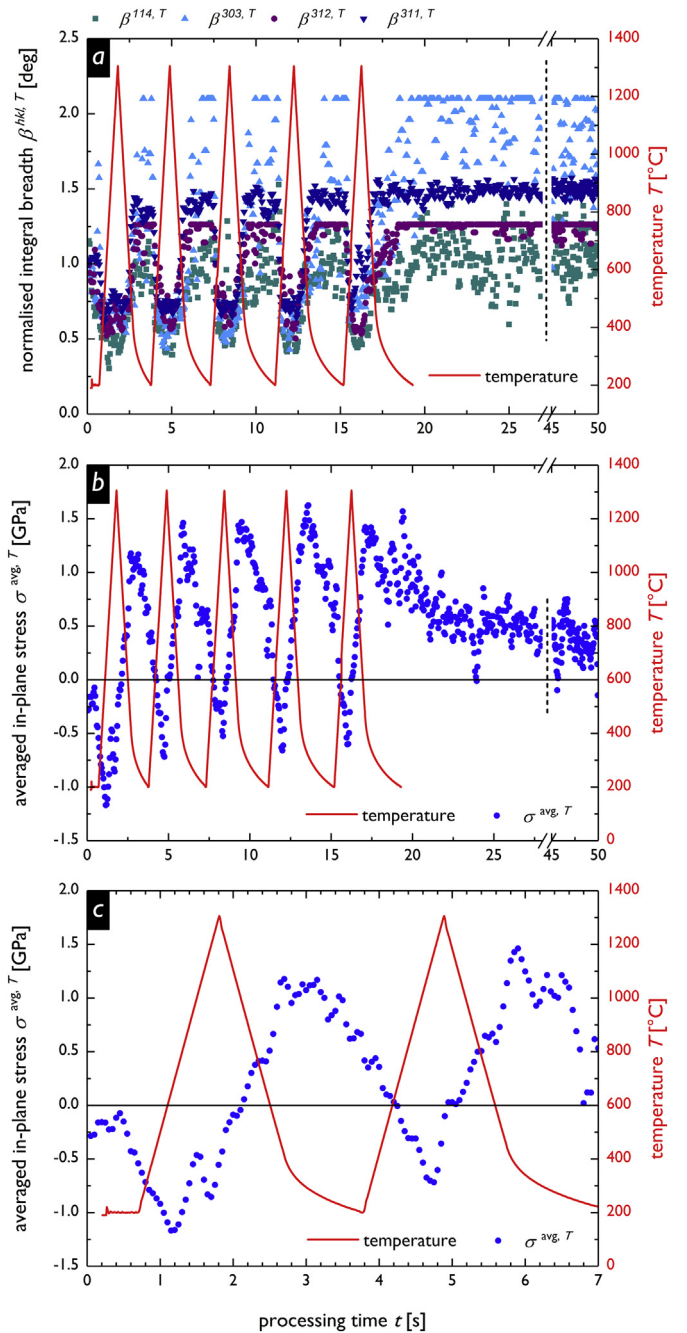 β114, T β303, T β312, T β311, T
a
normalised integral breadth βhkl, T [deg]
2.5
2.0
1.5
1.0
0.5
0.0
1400
1200
1000
800
600
400
200
temperature T [°C]
temperature
0 5 10 15 20 25 45 50
b
averaged in-plane stress σavg, T [GPa]
2.0
1.5
1.0
0.5
0.0
-0.5
-1.0
-1.5
1400
1200
1000
800
600
400
200
0
temperature T [°C]
temperature σavg, T
0 5 10 15 20 25 45 50
c
averaged in-plane stress σavg, T [GPa]
2.0
1.5
1.0
0.5
0.0
-0.5
-1.0
-1.5
1400
1200
1000
800
600
400
200
0
temperature T [°C]
temperature σavg, T
0 1 2 3 4 5 6 7
processing time t [s]